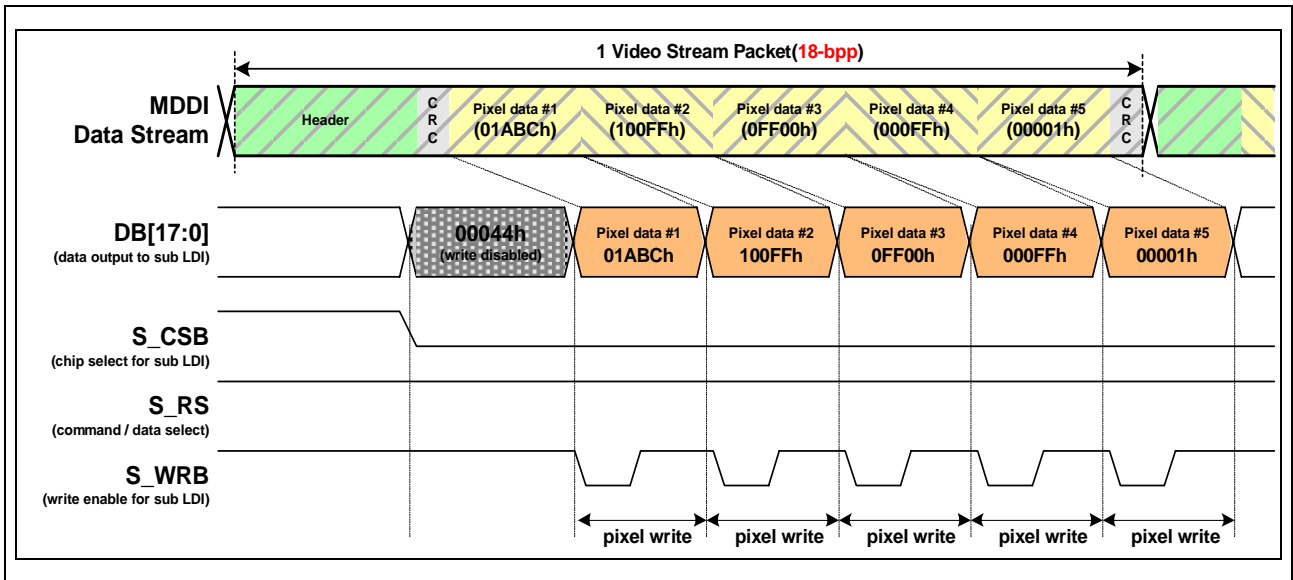 1 Video Stream Packet(18-bpp)
MDDI
Data Stream
Header
C
R
C
Pixel data #1
(01ABCh)
Pixel data #2
(100FFh)
Pixel data #3
(0FF00h)
Pixel data #4
(000FFh)
Pixel data #5
(00001h)
C
R
C
DB[17:0]
(data output to sub LDI)
00044h
(write disabled)
Pixel data #1
01ABCh
Pixel data #2
100FFh
Pixel data #3
0FF00h
Pixel data #4
000FFh
Pixel data #5
00001h
S_CSB
(chip select for sub LDI)
S_RS
(command / data select)
S_WRB
(write enable for sub LDI)
pixel write
pixel write
pixel write
pixel write
pixel write